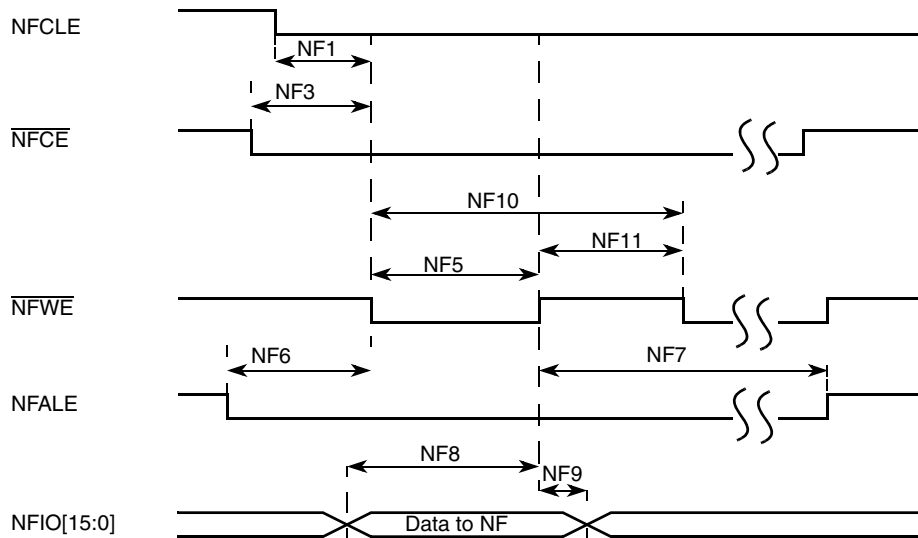 NFCLE
NF1
NF3
NFCE
NF10
NF11
NF5
NFWE
NF6
NF7
NFALE
NF8
NF9
NFIO[15:0]
Data to NF